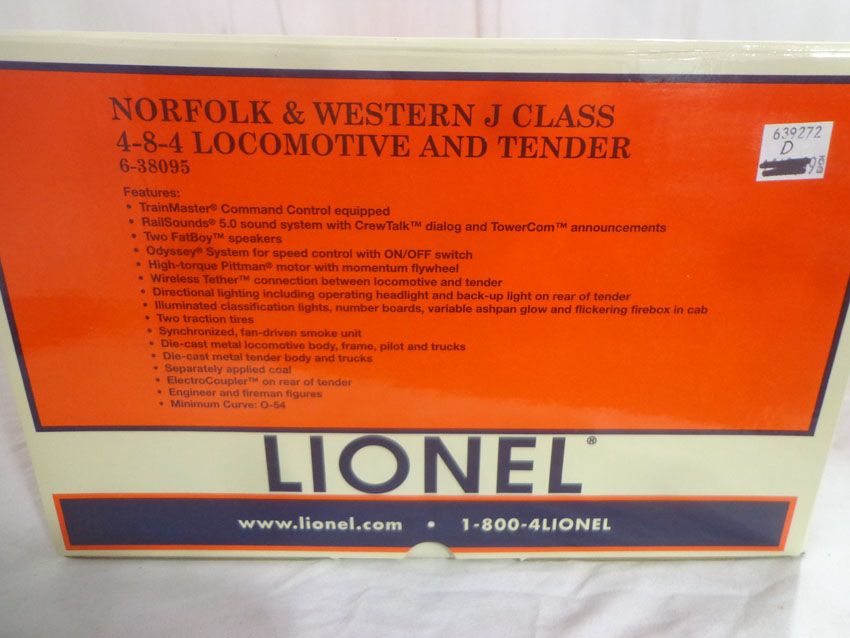 NORFOLK & WESTERN J CLASS
4-8-4 LOCOMOTIVE AND TENDER
6-38095
639272
D
98
Features:
• TrainMaster® Command Control equipped
• RailSounds® 5.0 sound system with CrewTalk™ dialog and TowerCom™ announcements
• Two FatBoy™ speakers
• Odyssey® System for speed control with ON/OFF switch
• High-torque Pittman® motor with momentum flywheel
• Wireless Tether™ connection between locomotive and tender
• Directional lighting including operating headlight and back-up light on rear of tender
• Illuminated classification lights, number boards, variable ashpan glow and flickering firebox in cab
• Two traction tires
• Synchronized, fan-driven smoke unit
• Die-cast metal locomotive body, frame, pilot and trucks
• Die-cast metal tender body and trucks
• Separately applied coal
• ElectroCoupler™ on rear of tender
• Engineer and fireman figures
• Minimum Curve: O-54
LIONEL®
www.lionel.com • 1-800-4LIONEL